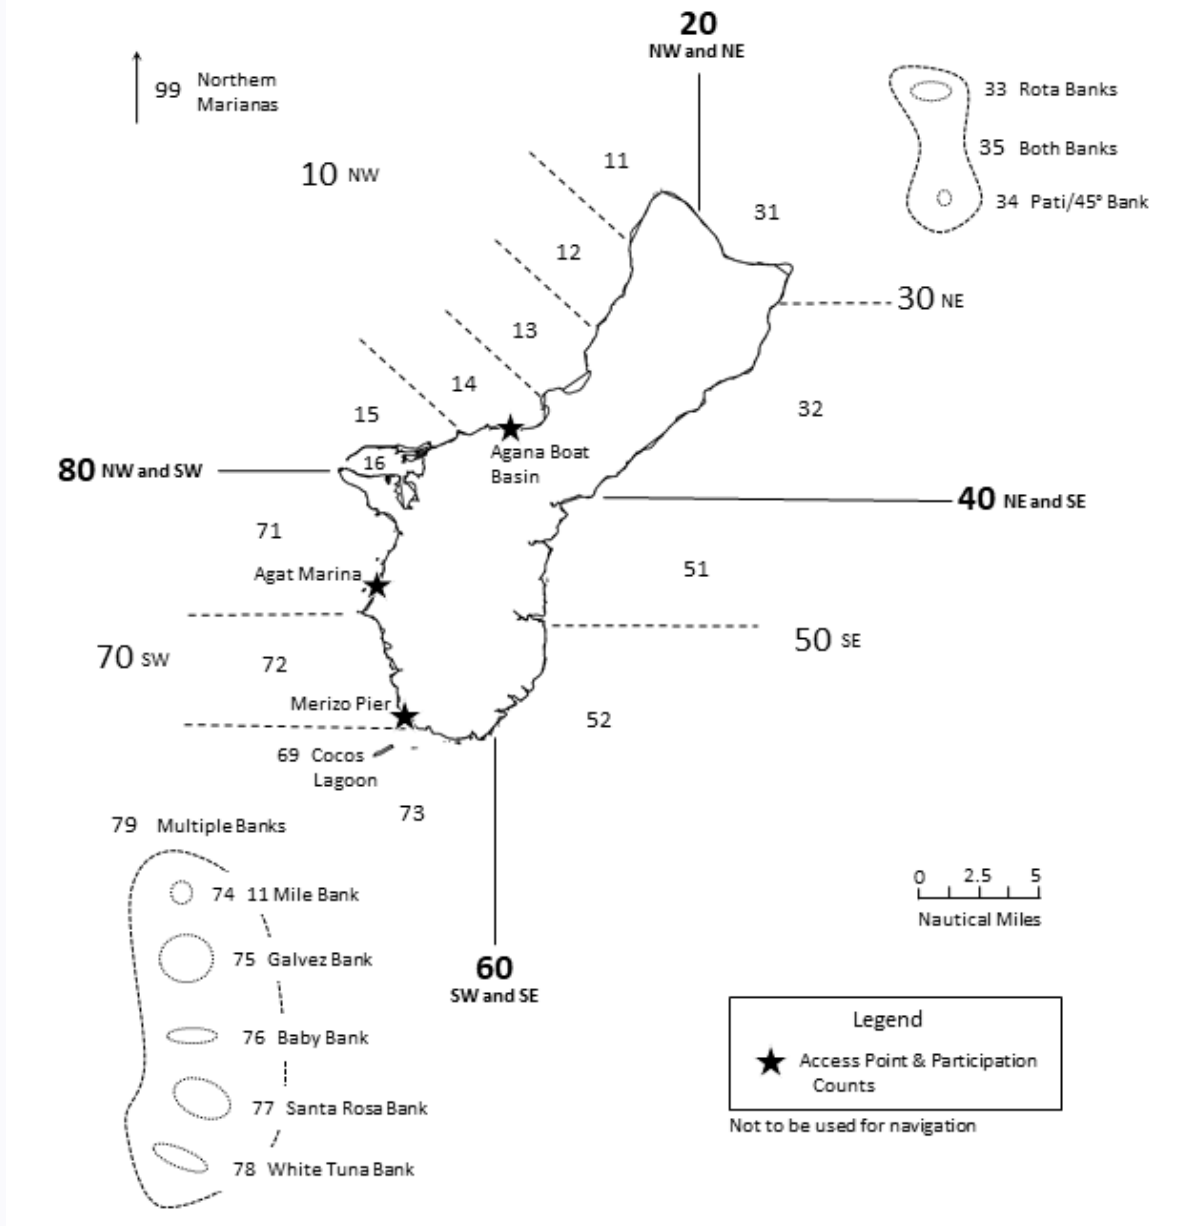 20
NW and NE
99 Northern
Marianas
33 Rota Banks
35 Both Banks
34 Pati/45° Bank
10 NW
11
31
12
30 NE
13
14
32
15
Agana Boat
Basin
16
80 NW and SW
40 NE and SE
71
51
Agat Marina
50 SE
70 SW
72
Merizo Pier
52
69 Cocos
Lagoon
73
79 Multiple Banks
74 11 Mile Bank
75 Galvez Bank
76 Baby Bank
77 Santa Rosa Bank
78 White Tuna Bank
60
SW and SE
0 2.5 5
Nautical Miles
Legend
Access Point & Participation
Counts
Not to be used for navigation